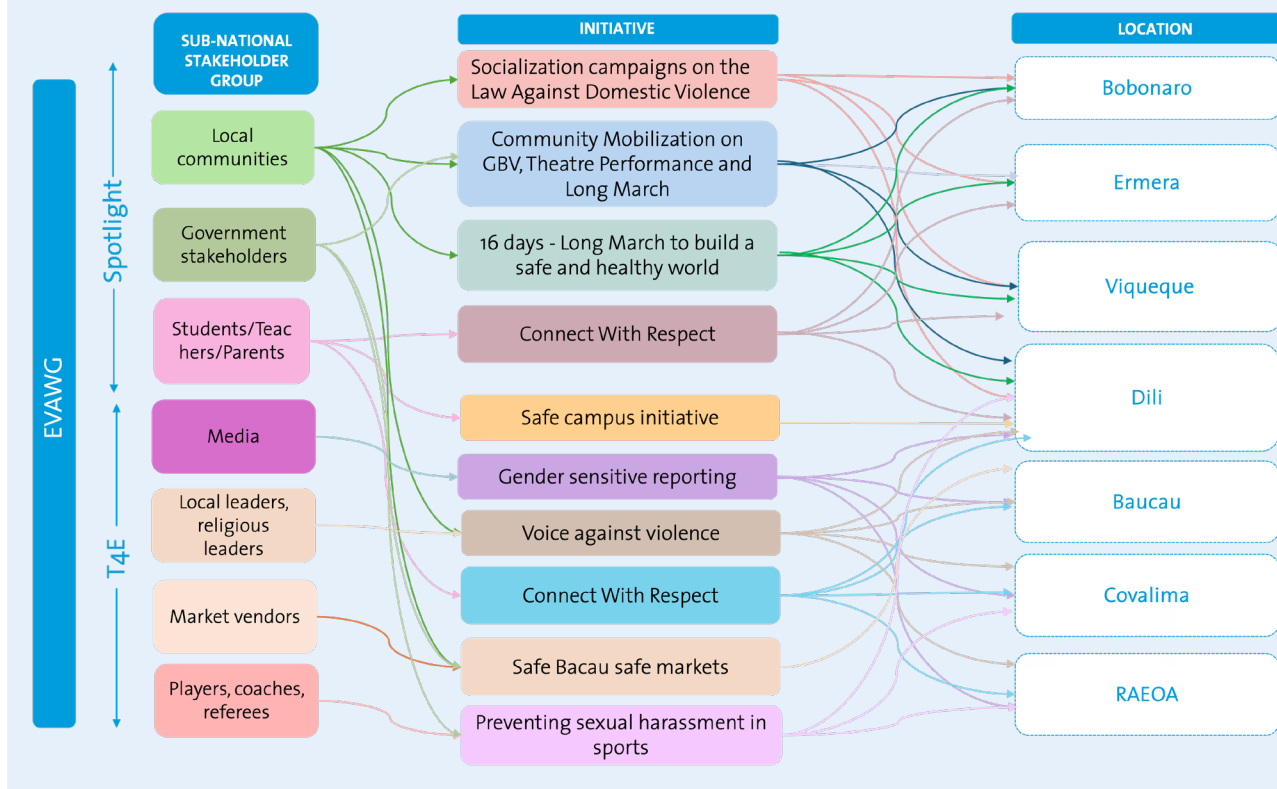 SUB-NATIONAL
STAKEHOLDER
GROUP
INITIATIVE
LOCATION
EVAWG
Spotlight
T4E
Local
communities
Government
stakeholders
Students/Teac
hers/Parents
Media
Local leaders,
religious
leaders
Market vendors
Players, coaches,
referees
Socialization campaigns on the
Law Against Domestic Violence
Community Mobilization on
GBV, Theatre Performance and
Long March
16 days - Long March to build a
safe and healthy world
Connect With Respect
Safe campus initiative
Gender sensitive reporting
Voice against violence
Connect With Respect
Safe Bacau safe markets
Preventing sexual harassment in
sports
Bobonaro
Ermera
Viqueque
Dili
Baucau
Covalima
RAEOA